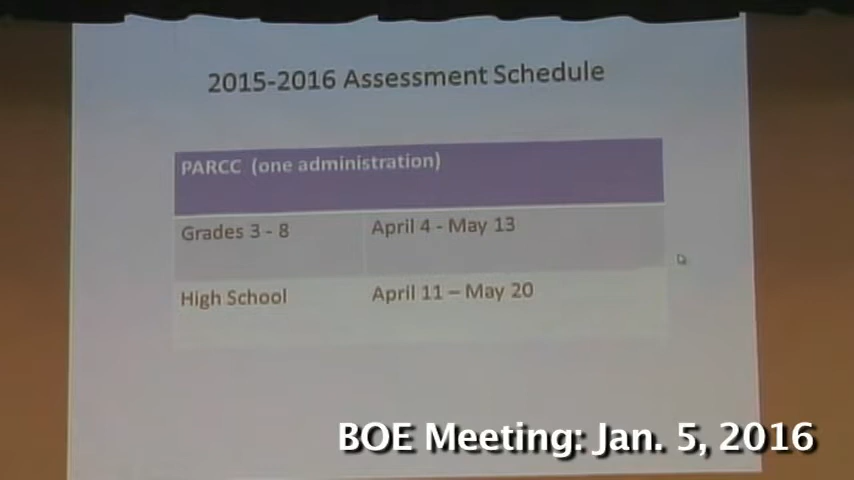 2015-2016 Assessment Schedule
PARCC (one administration)
Grades 3 - 8 April 4 - May 13
High School April 11 – May 20
BOE Meeting: Jan. 5, 2016